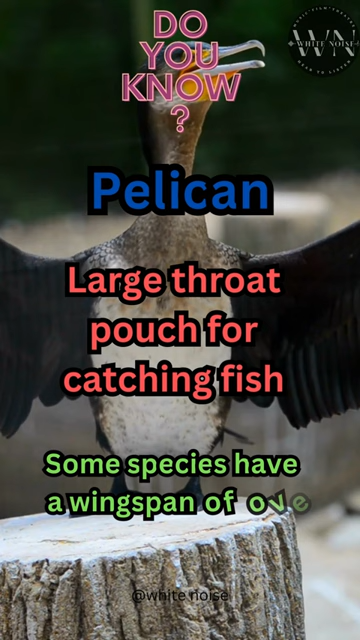 DO
YOU
KNOW
?
WN
WHITE NOISE
Pelican
Large throat
pouch for
catching fish
Some species have
a wingspan of ove
@white noise